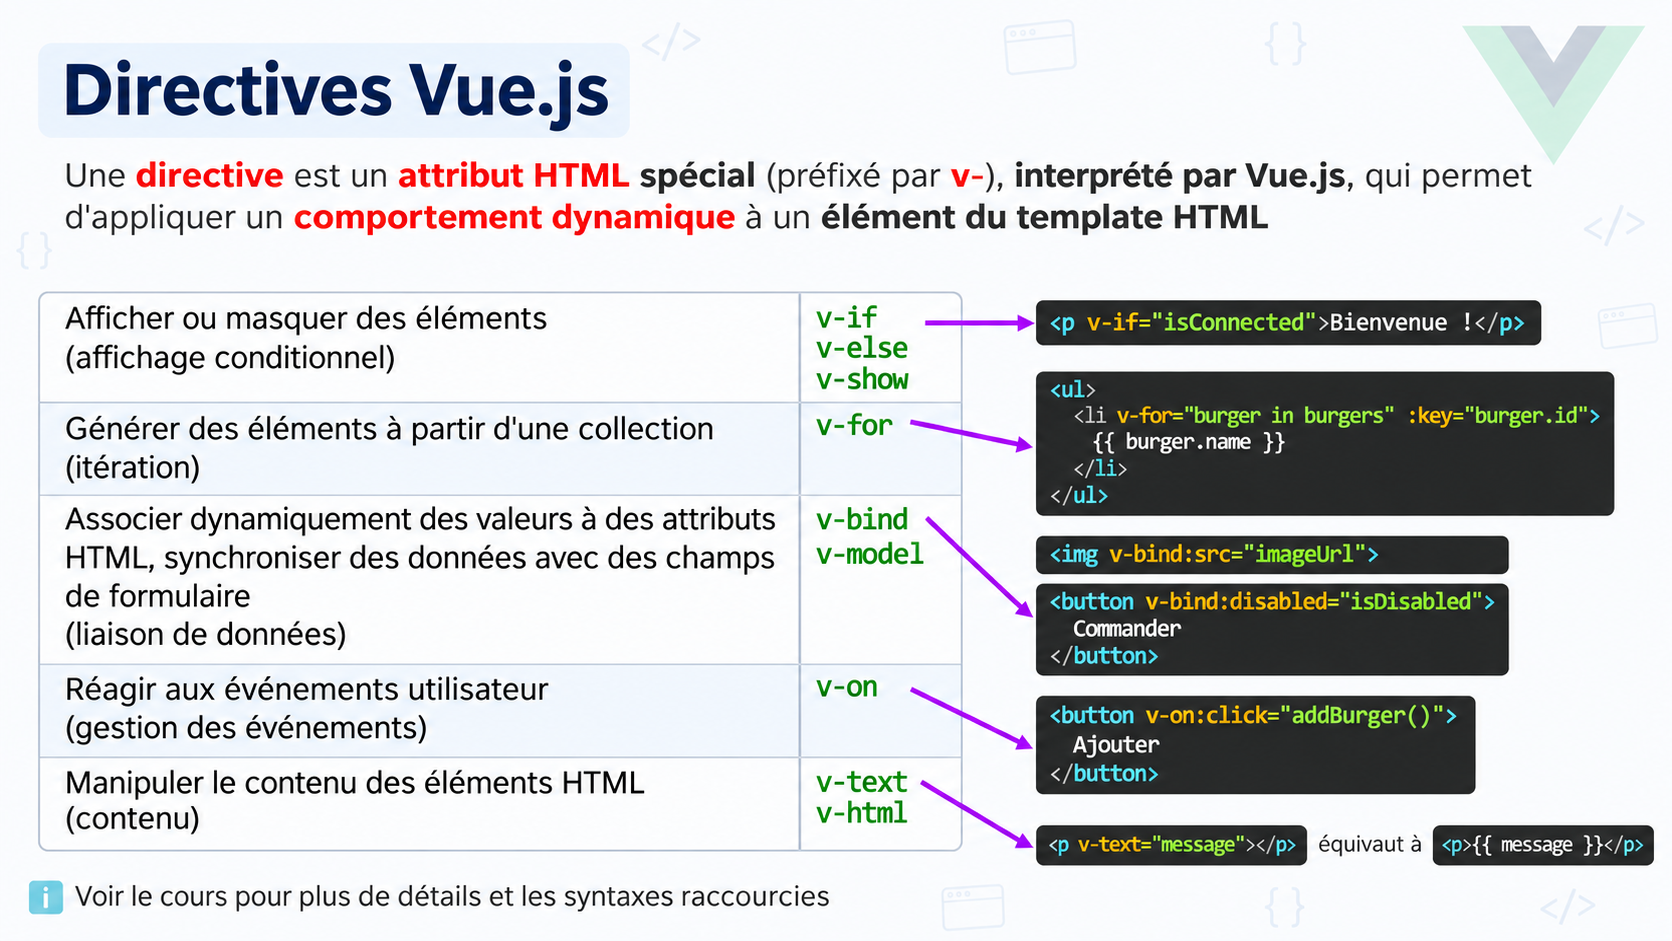 Directives Vue.js
Une directive est un attribut HTML spécial (préfixé par v-), interprété par Vue.js, qui permet
d'appliquer un comportement dynamique à un élément du template HTML
Afficher ou masquer des éléments
(affichage conditionnel)
v-if
v-else
v-show
<p v-if="isConnected">Bienvenue !</p>
Générer des éléments à partir d'une collection
(itération)
v-for
<ul>
<li v-for="burger in burgers" :key="burger.id">
{{ burger.name }}
</li>
</ul>
Associer dynamiquement des valeurs à des attributs
HTML, synchroniser des données avec des champs
de formulaire
(liaison de données)
v-bind
v-model
<img v-bind:src="imageUrl">
<button v-bind:disabled="isDisabled">
Commander
</button>
Réagir aux événements utilisateur
(gestion des événements)
v-on
<button v-on:click="addBurger()">
Ajouter
</button>
Manipuler le contenu des éléments HTML
(contenu)
v-text
v-html
<p v-text="message"></p> équivaut à <p>{{ message }}</p>
i Voir le cours pour plus de détails et les syntaxes raccourcies